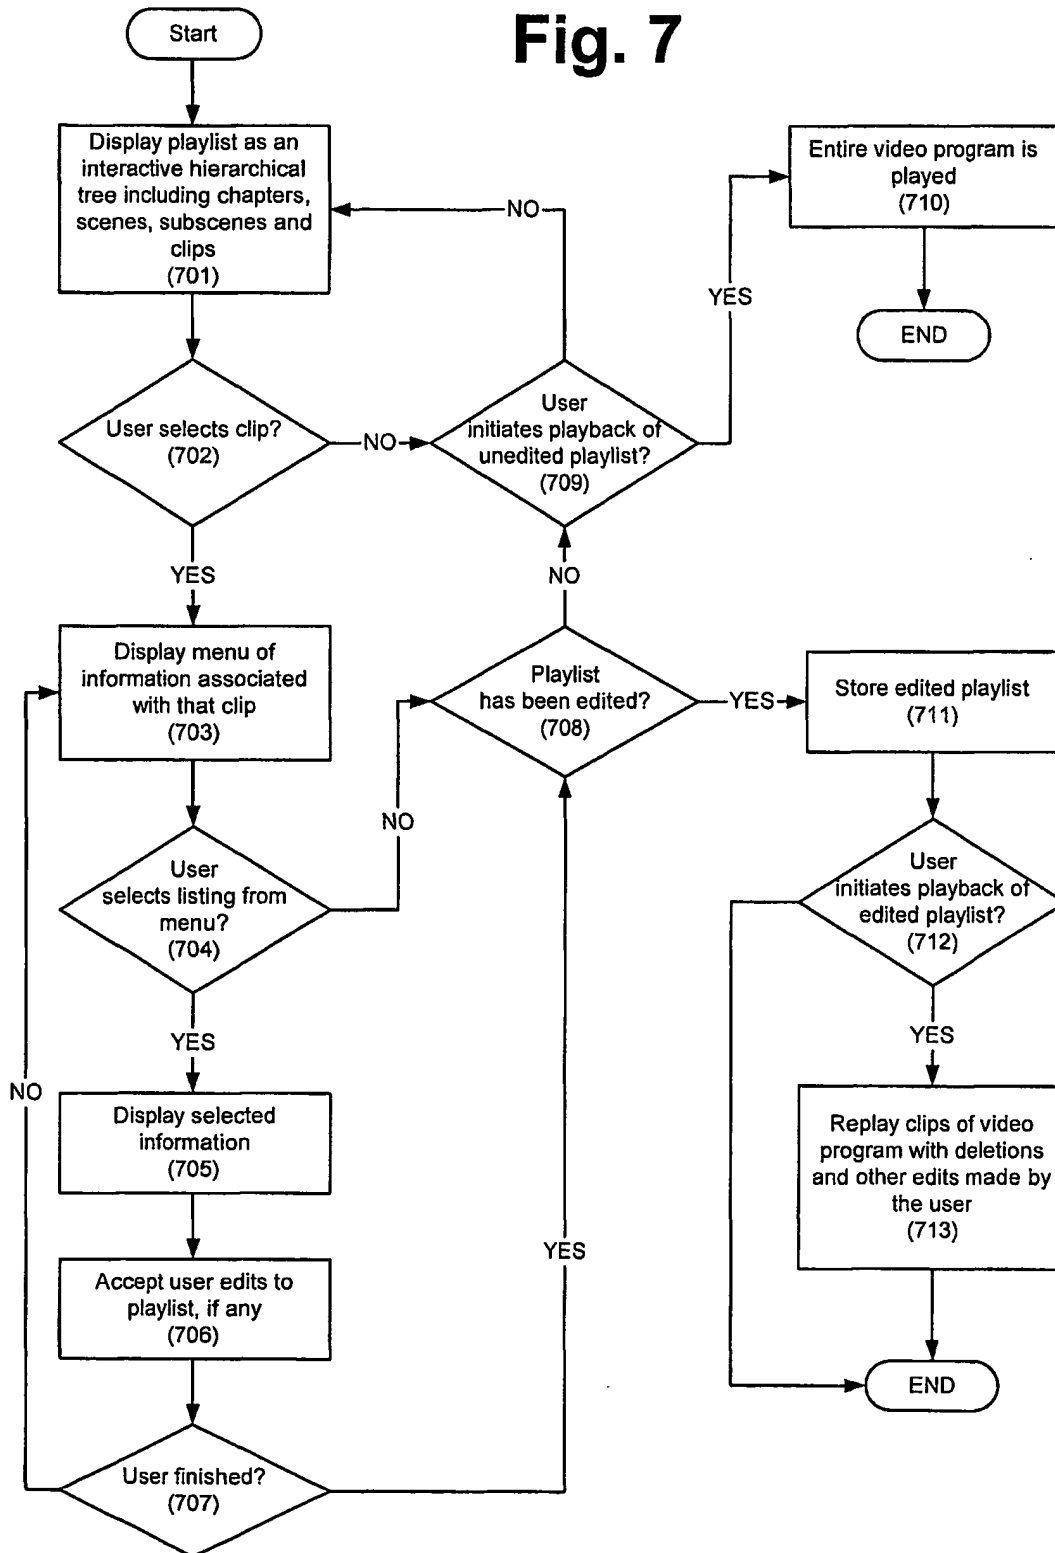 Fig. 7
Start
Display playlist as an
interactive hierarchical
tree including chapters,
scenes, subscenes and
clips
(701)
NO
Entire video program is
played
(710)
YES
END
User selects clip?
(702)
NO
User
initiates playback of
unedited playlist?
(709)
YES
NO
Display menu of
information associated
with that clip
(703)
Playlist
has been edited?
(708)
YES
Store edited playlist
(711)
NO
User
selects listing from
menu?
(704)
User
initiates playback of
edited playlist?
(712)
YES
YES
NO
Display selected
information
(705)
Replay clips of video
program with deletions
and other edits made by
the user
(713)
YES
Accept user edits to
playlist, if any
(706)
END
User finished?
(707)